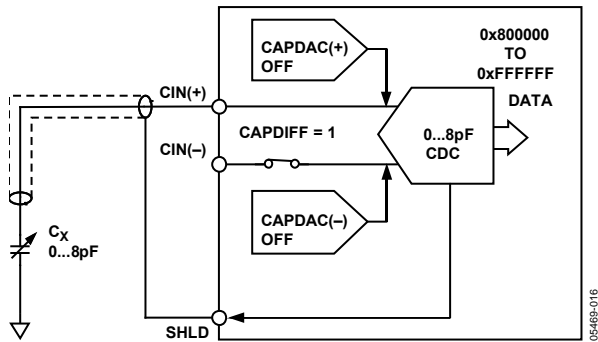 CAPDAC(+)
OFF
0x800000
TO
0xFFFFFF
DATA
CIN(+)
CAPDIFF = 1
CIN(–)
0...8pF
CDC
CAPDAC(–)
OFF
CX
0...8pF
SHLD
05469-016